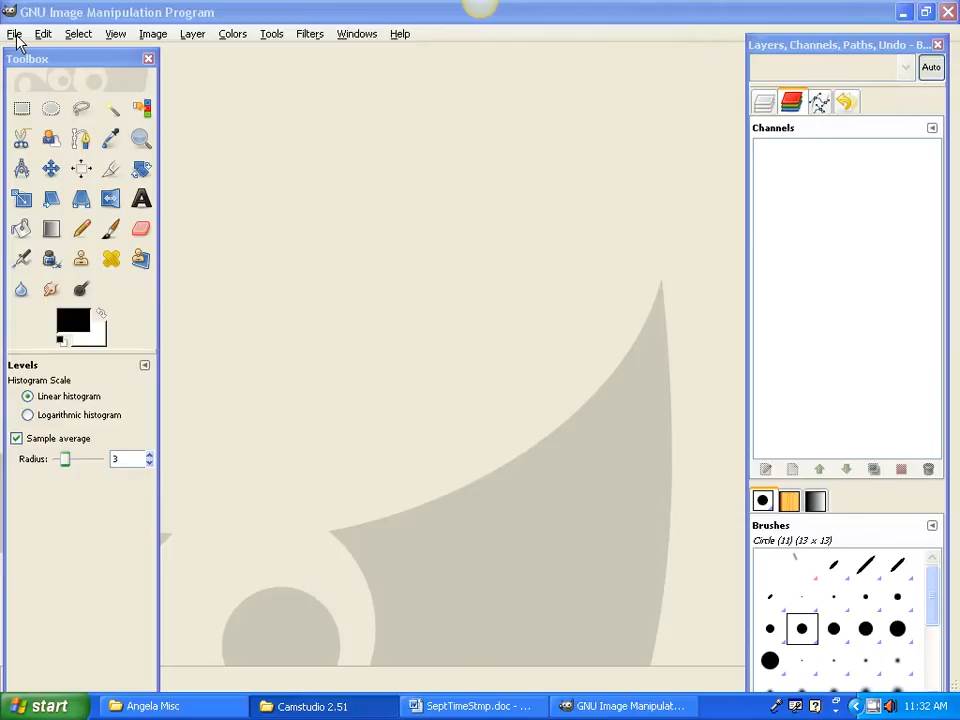 GNU Image Manipulation Program
File Edit Select View Image Layer Colors Tools Filters Windows Help
Toolbox
Levels
Histogram Scale
Linear histogram
Logarithmic histogram
Sample average
Radius: 3
Layers, Channels, Paths, Undo - B...
Auto
Channels
Brushes
Circle (11) (13 x 13)
start
Angela Misc
Camstudio 2.51
SeptTimeStmp.doc - ...
GNU Image Manipulat...
11:32 AM